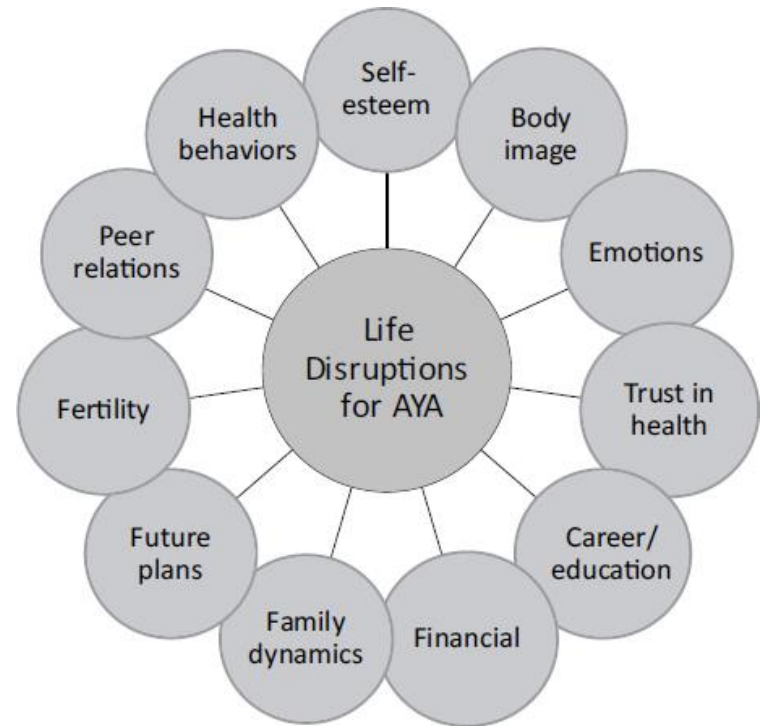 Self-
esteem
Body
image
Emotions
Trust in
health
Career/
education
Financial
Family
dynamics
Future
plans
Fertility
Peer
relations
Health
behaviors
Life
Disruptions
for AYA